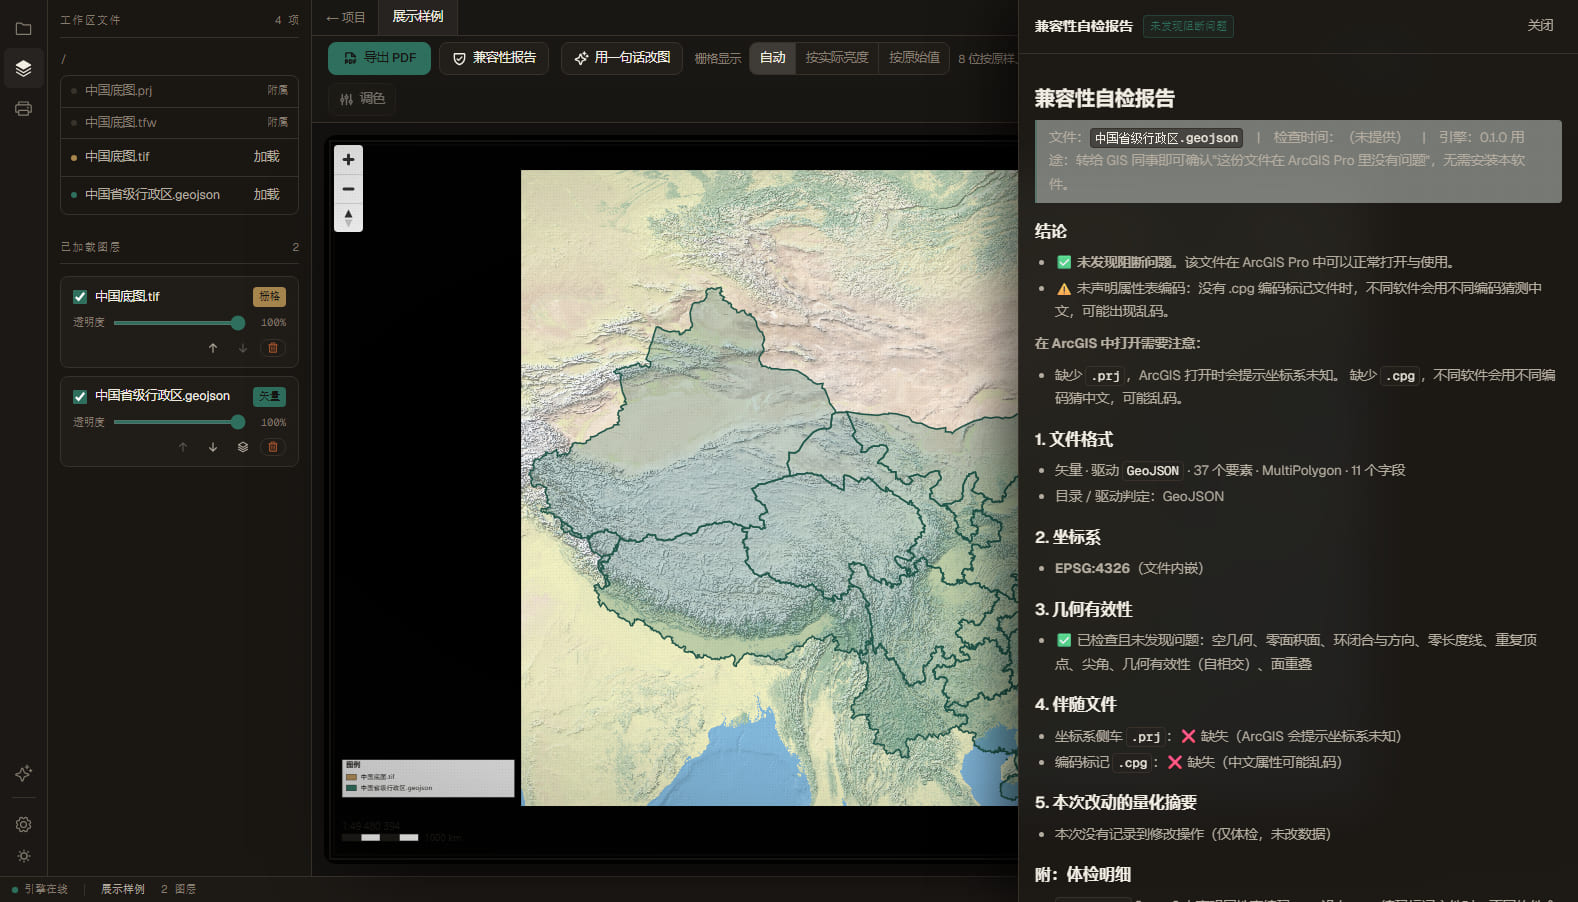 工作区文件 4 项
/
中国底图.prj 附属
中国底图.tfw 附属
中国底图.tif 加载
中国省级行政区.geojson 加载
已加载图层 2
中国底图.tif 栅格
透明度 100%
中国省级行政区.geojson 矢量
透明度 100%
引擎在线 展示样例 2 图层
←项目 展示样例
导出 PDF 兼容性报告 用一句话改图 栅格显示 自动 按实际亮度 按原始值 8 位按原样、
调色
图例
中国底图.tif
中国省级行政区.geojson
1:49 480 394
1000 km
兼容性自检报告 未发现阻断问题 关闭
兼容性自检报告
文件： 中国省级行政区.geojson | 检查时间：（未提供） | 引擎：0.1.0 用
途：转给 GIS 同事即可确认"这份文件在 ArcGIS Pro 里没有问题"，无需安装本软
件。
结论
• ✅ 未发现阻断问题。该文件在 ArcGIS Pro 中可以正常打开与使用。
• ⚠️ 未声明属性表编码：没有 .cpg 编码标记文件时，不同软件会用不同编码猜测中
文，可能出现乱码。
在 ArcGIS 中打开需要注意：
• 缺少 .prj ，ArcGIS 打开时会提示坐标系未知。 缺少 .cpg ，不同软件会用不同编
码猜中文，可能乱码。
1. 文件格式
• 矢量 · 驱动 GeoJSON · 37 个要素 · MultiPolygon · 11 个字段
• 目录 / 驱动判定：GeoJSON
2. 坐标系
• EPSG:4326（文件内嵌）
3. 几何有效性
• ✅ 已检查且未发现问题：空几何、零面积面、环闭合与方向、零长度线、重复顶
点、尖角、几何有效性（自相交）、面重叠
4. 伴随文件
• 坐标系侧车 .prj ： ❌ 缺失（ArcGIS 会提示坐标系未知）
• 编码标记 .cpg ： ❌ 缺失（中文属性可能乱码）
5. 本次改动的量化摘要
• 本次没有记录到修改操作（仅体检，未改数据）
附：体检明细